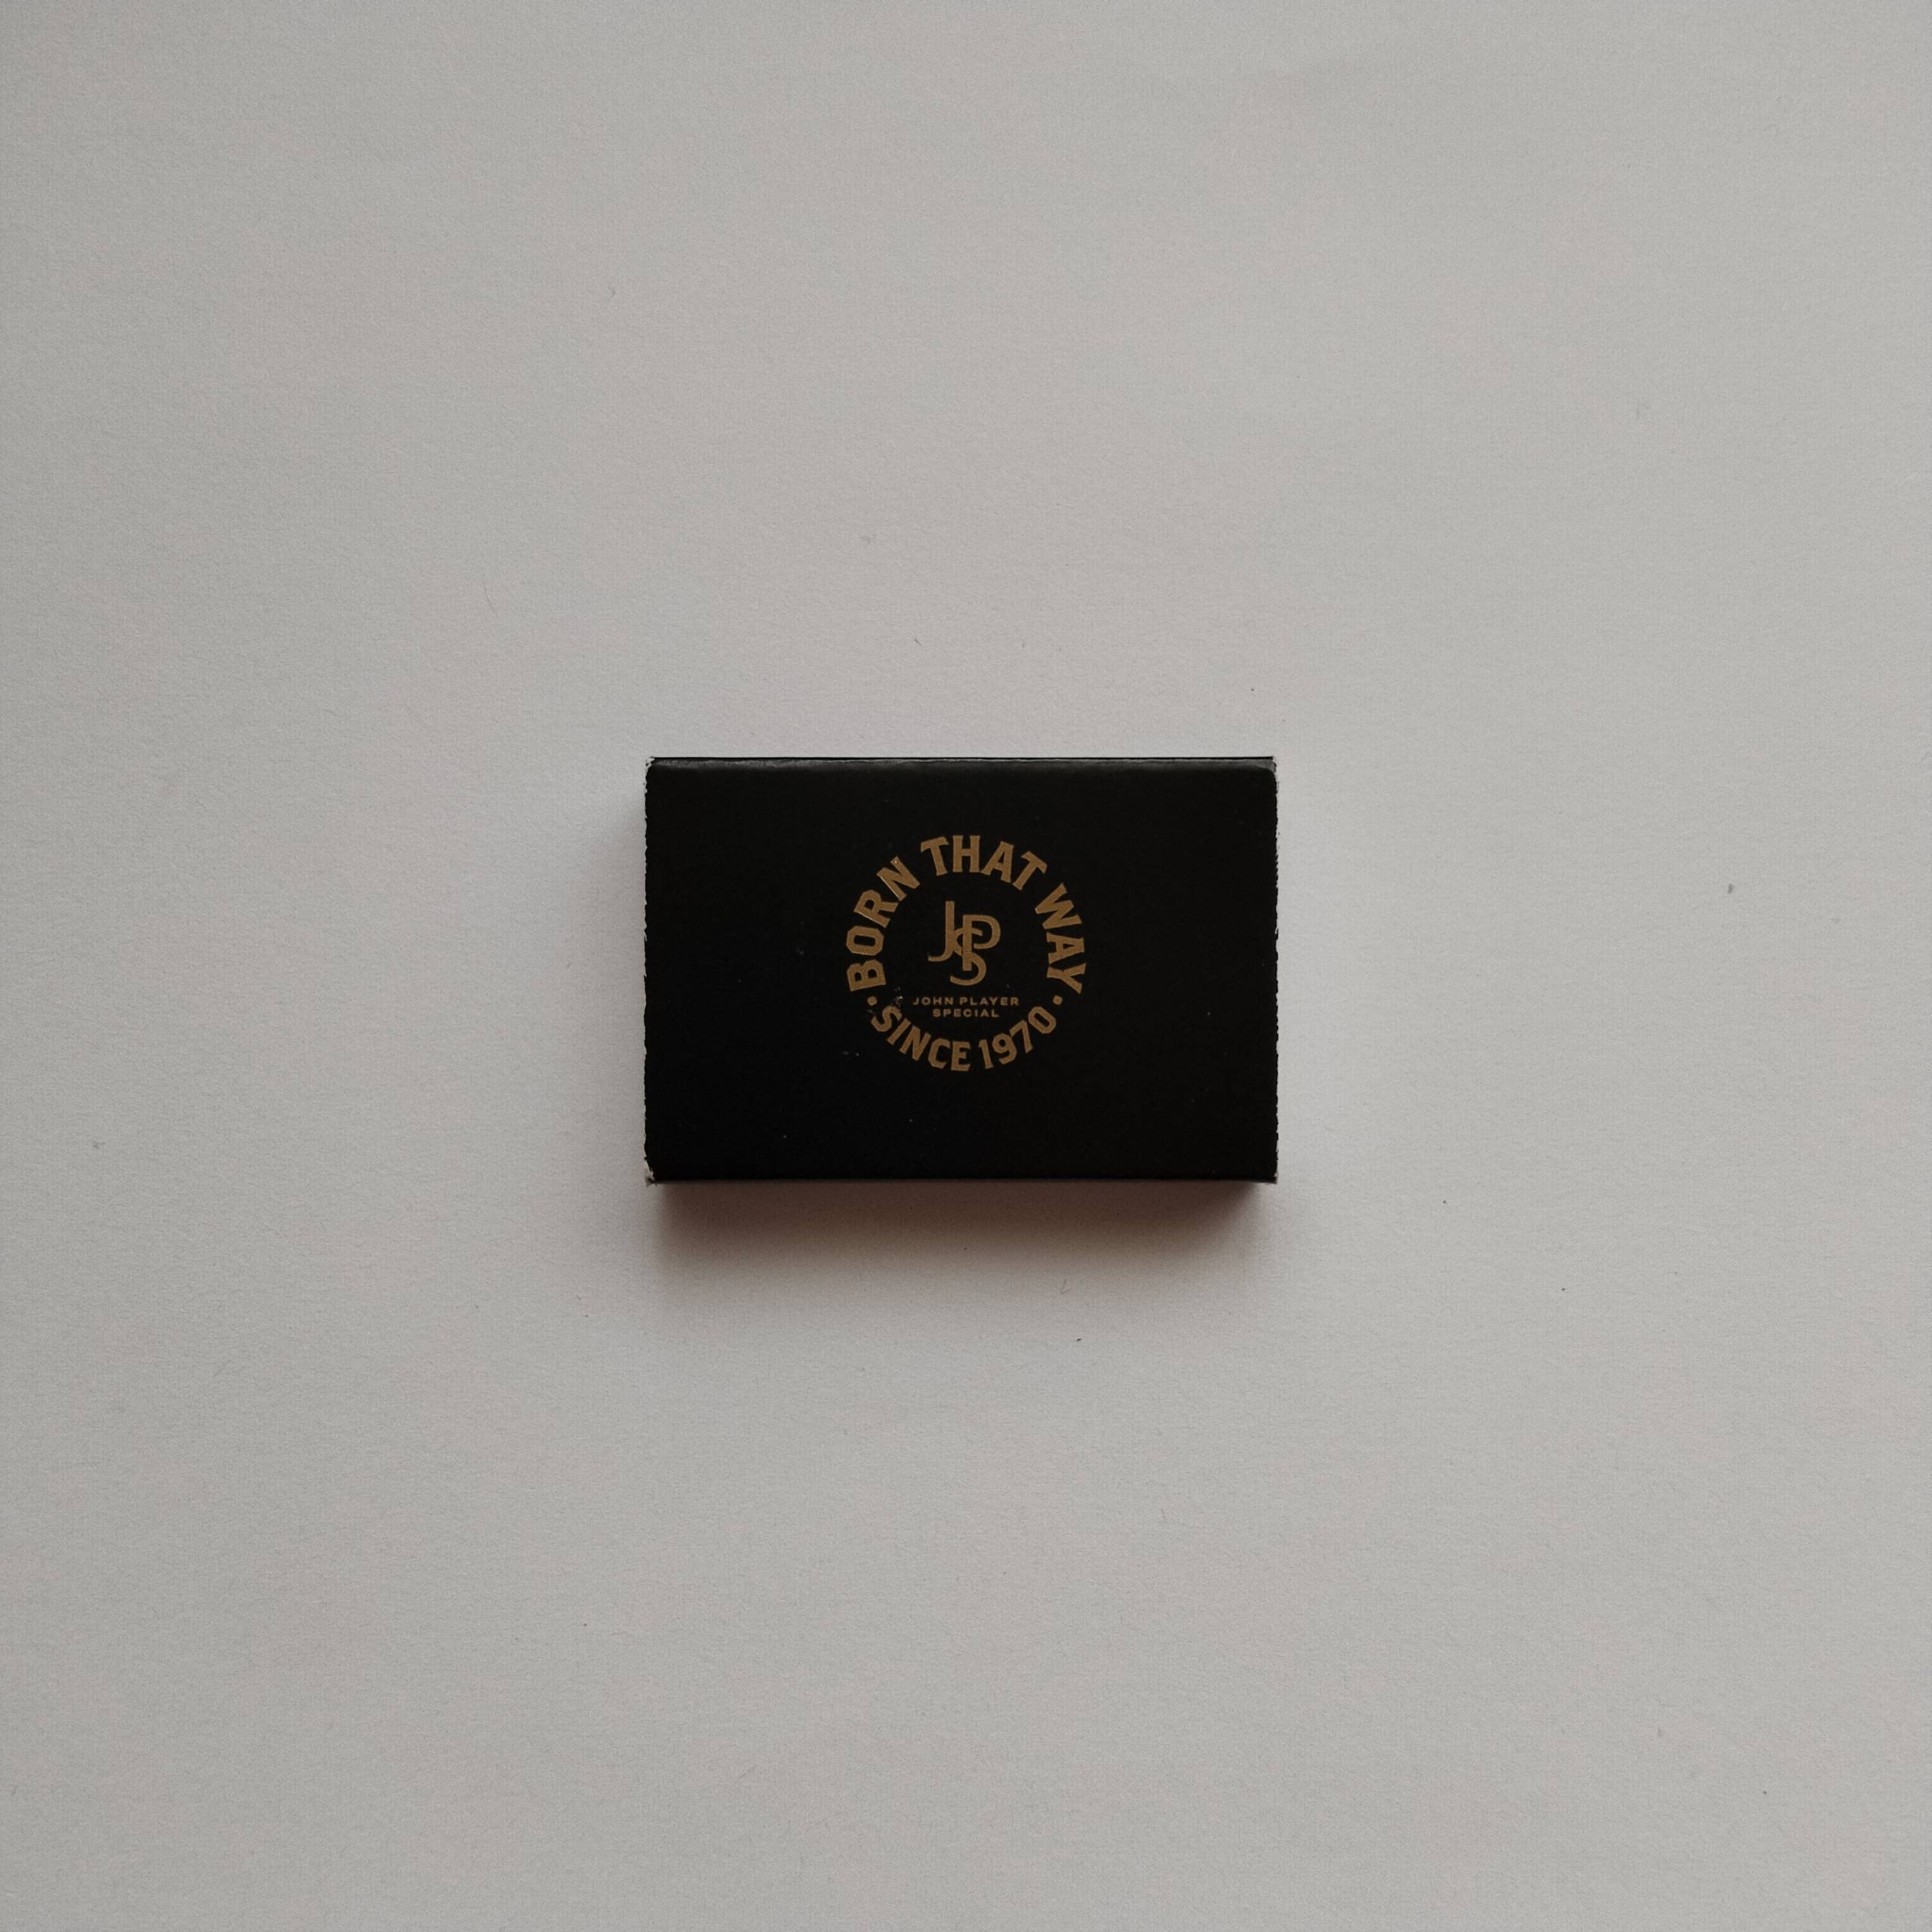 BORN THAT WAY
JPS
JOHN PLAYER
SPECIAL
• SINCE 1970 •